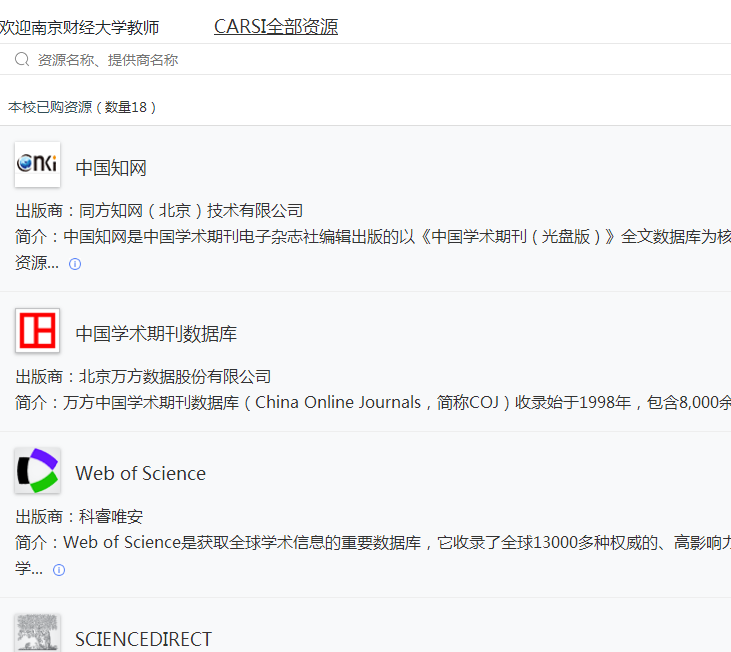 欢迎南京财经大学教师 CARSI全部资源
资源名称、提供商名称
本校已购资源（数量18）
cnki
中国知网
出版商：同方知网（北京）技术有限公司
简介：中国知网是中国学术期刊电子杂志社编辑出版的以《中国学术期刊（光盘版）》全文数据库为核
资源...
中国学术期刊数据库
出版商：北京万方数据股份有限公司
简介：万方中国学术期刊数据库（China Online Journals，简称COJ）收录始于1998年，包含8,000余
Web of Science
出版商：科睿唯安
简介：Web of Science是获取全球学术信息的重要数据库，它收录了全球13000多种权威的、高影响力
学...
SCIENCEDIRECT